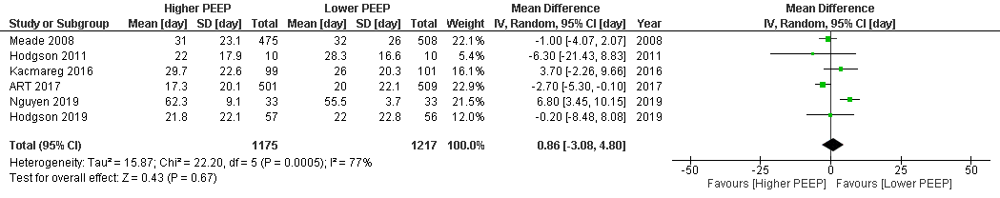 Higher PEEP Lower PEEP Mean Difference Mean Difference
Study or Subgroup Mean [day] SD [day] Total Mean [day] SD [day] Total Weight IV, Random, 95% CI [day] Year IV, Random, 95% CI [day]
Meade 2008 31 23.1 475 32 26 508 22.1% -1.00 [-4.07, 2.07] 2008
Hodgson 2011 22 17.9 10 28.3 16.6 10 5.4% -6.30 [-21.43, 8.83] 2011
Kacmareg 2016 29.7 22.6 99 26 20.3 101 16.1% 3.70 [-2.26, 9.66] 2016
ART 2017 17.3 20.1 501 20 22.1 509 22.9% -2.70 [-5.30, -0.10] 2017
Nguyen 2019 62.3 9.1 33 55.5 3.7 33 21.5% 6.80 [3.45, 10.15] 2019
Hodgson 2019 21.8 22.1 57 22 22.8 56 12.0% -0.20 [-8.48, 8.08] 2019
Total (95% CI) 1175 1217 100.0% 0.86 [-3.08, 4.80]
Heterogeneity: Tau² = 15.87; Chi² = 22.20, df = 5 (P = 0.0005); I² = 77%
Test for overall effect: Z = 0.43 (P = 0.67)
-50 -25 0 25 50
Favours [Higher PEEP] Favours [Lower PEEP]